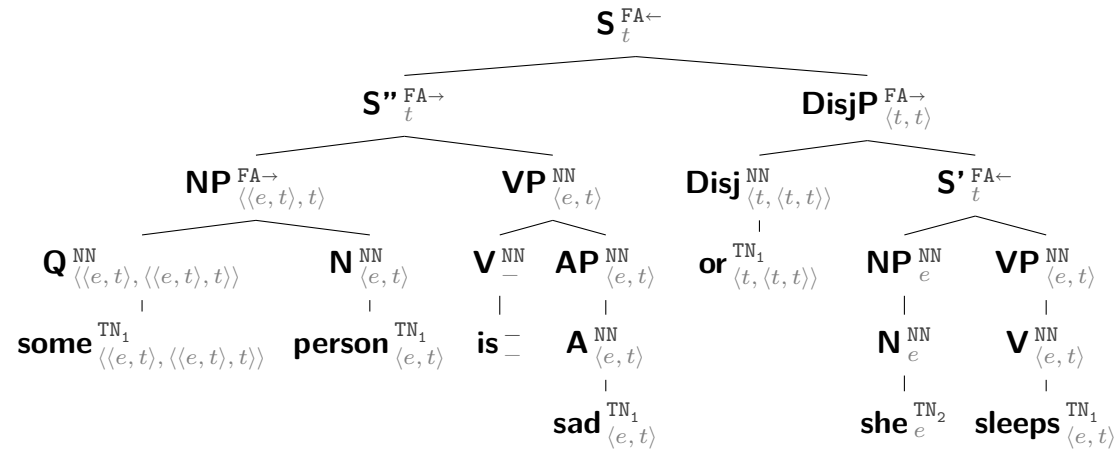 S FA← t
S” FA→ t DisjP FA→ ⟨t, t⟩
NP FA→ ⟨⟨e, t⟩, t⟩ VP NN ⟨e, t⟩ Disj NN ⟨t, ⟨t, t⟩⟩ S’ FA← t
Q NN ⟨⟨e, t⟩, ⟨⟨e, t⟩, t⟩⟩ N NN ⟨e, t⟩ V NN − AP NN ⟨e, t⟩ or TN₁ ⟨t, ⟨t, t⟩⟩ NP NN e VP NN ⟨e, t⟩
some TN₁ ⟨⟨e, t⟩, ⟨⟨e, t⟩, t⟩⟩ person TN₁ ⟨e, t⟩ is − − A NN ⟨e, t⟩ N NN e V NN ⟨e, t⟩
sad TN₁ ⟨e, t⟩ she TN₂ e sleeps TN₁ ⟨e, t⟩